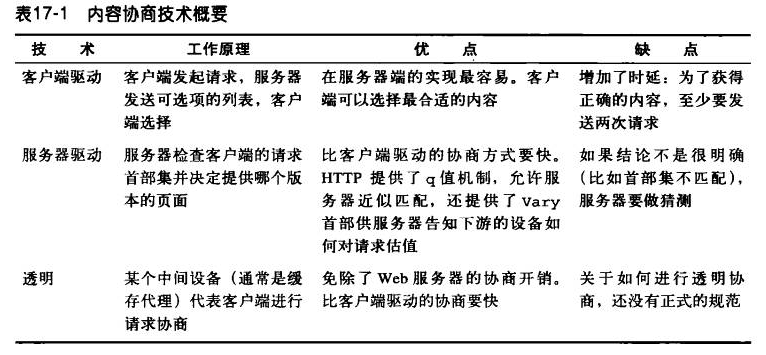 表17-1 内容协商技术概要
技 术 工作原理 优 点 缺 点
客户端驱动 客户端发起请求，服务器 在服务器端的实现最容易。客户 增加了时延：为了获得
发送可选项的列表，客户 端可以选择最合适的内容 正确的内容，至少要发
端选择 送两次请求
服务器驱动 服务器检查客户端的请求 比客户端驱动的协商方式要快。 如果结论不是很明确
首部集并决定提供哪个版 HTTP 提供了 q 值机制，允许服 （比如首部集不匹配），
本的页面 务器近似匹配，还提供了 Vary 服务器要做猜测
首部供服务器告知下游的设备如
何对请求估值
透明 某个中间设备（通常是缓 免除了 Web 服务器的协商开销。 关于如何进行透明协
存代理）代表客户端进行 比客户端驱动的协商要快 商，还没有正式的规范
请求协商